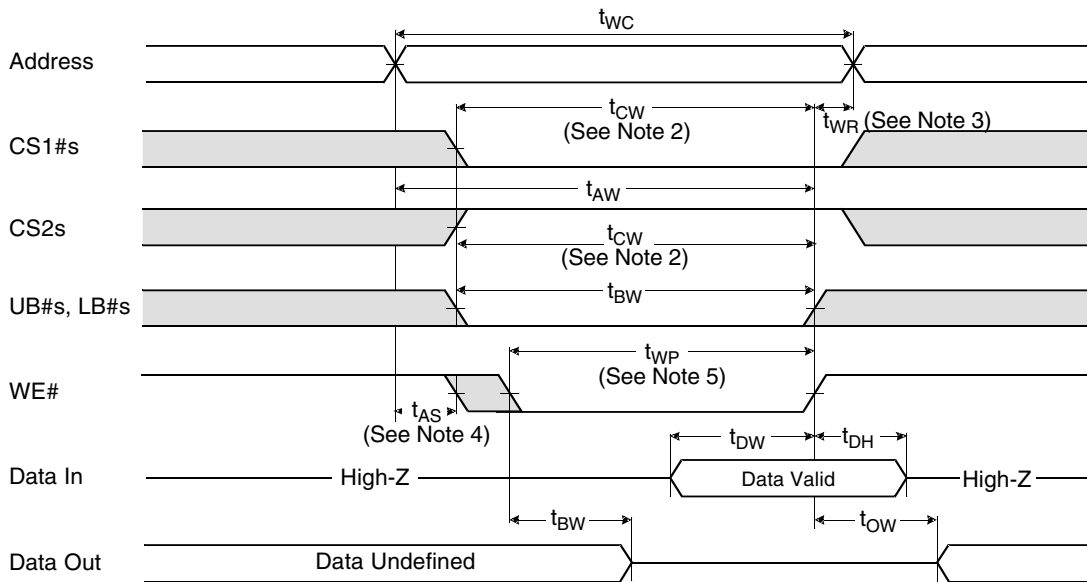 tWC
Address
tCW
(See Note 2)
tWR (See Note 3)
CS1#s
tAW
CS2s
tCW
(See Note 2)
UB#s, LB#s
tBW
tWP
(See Note 5)
WE#
tAS
(See Note 4)
tDW
tDH
Data In
High-Z
Data Valid
High-Z
tBW
tOW
Data Out
Data Undefined